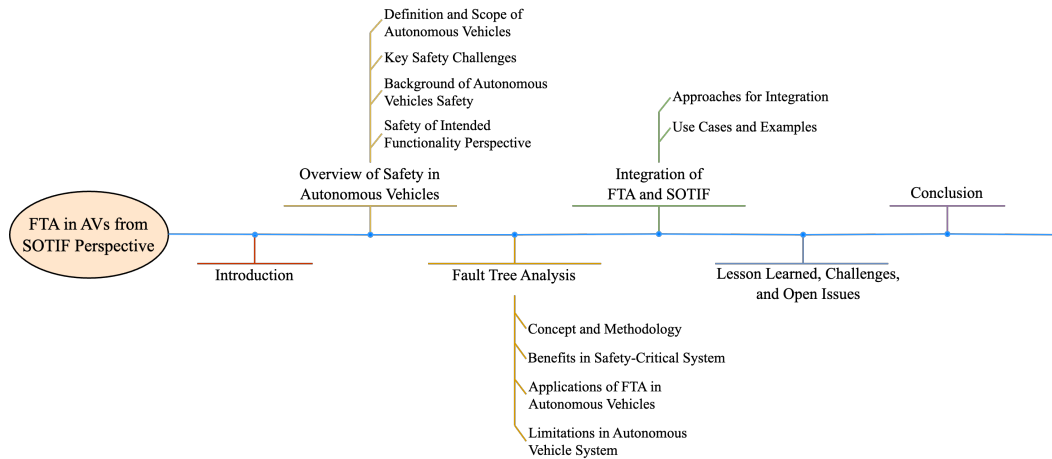 FTA in AVs from
SOTIF Perspective
Introduction
Definition and Scope of
Autonomous Vehicles
Key Safety Challenges
Background of Autonomous
Vehicles Safety
Safety of Intended
Functionality Perspective
Overview of Safety in
Autonomous Vehicles
Fault Tree Analysis
Concept and Methodology
Benefits in Safety-Critical System
Applications of FTA in
Autonomous Vehicles
Limitations in Autonomous
Vehicle System
Approaches for Integration
Use Cases and Examples
Integration of
FTA and SOTIF
Lesson Learned, Challenges,
and Open Issues
Conclusion